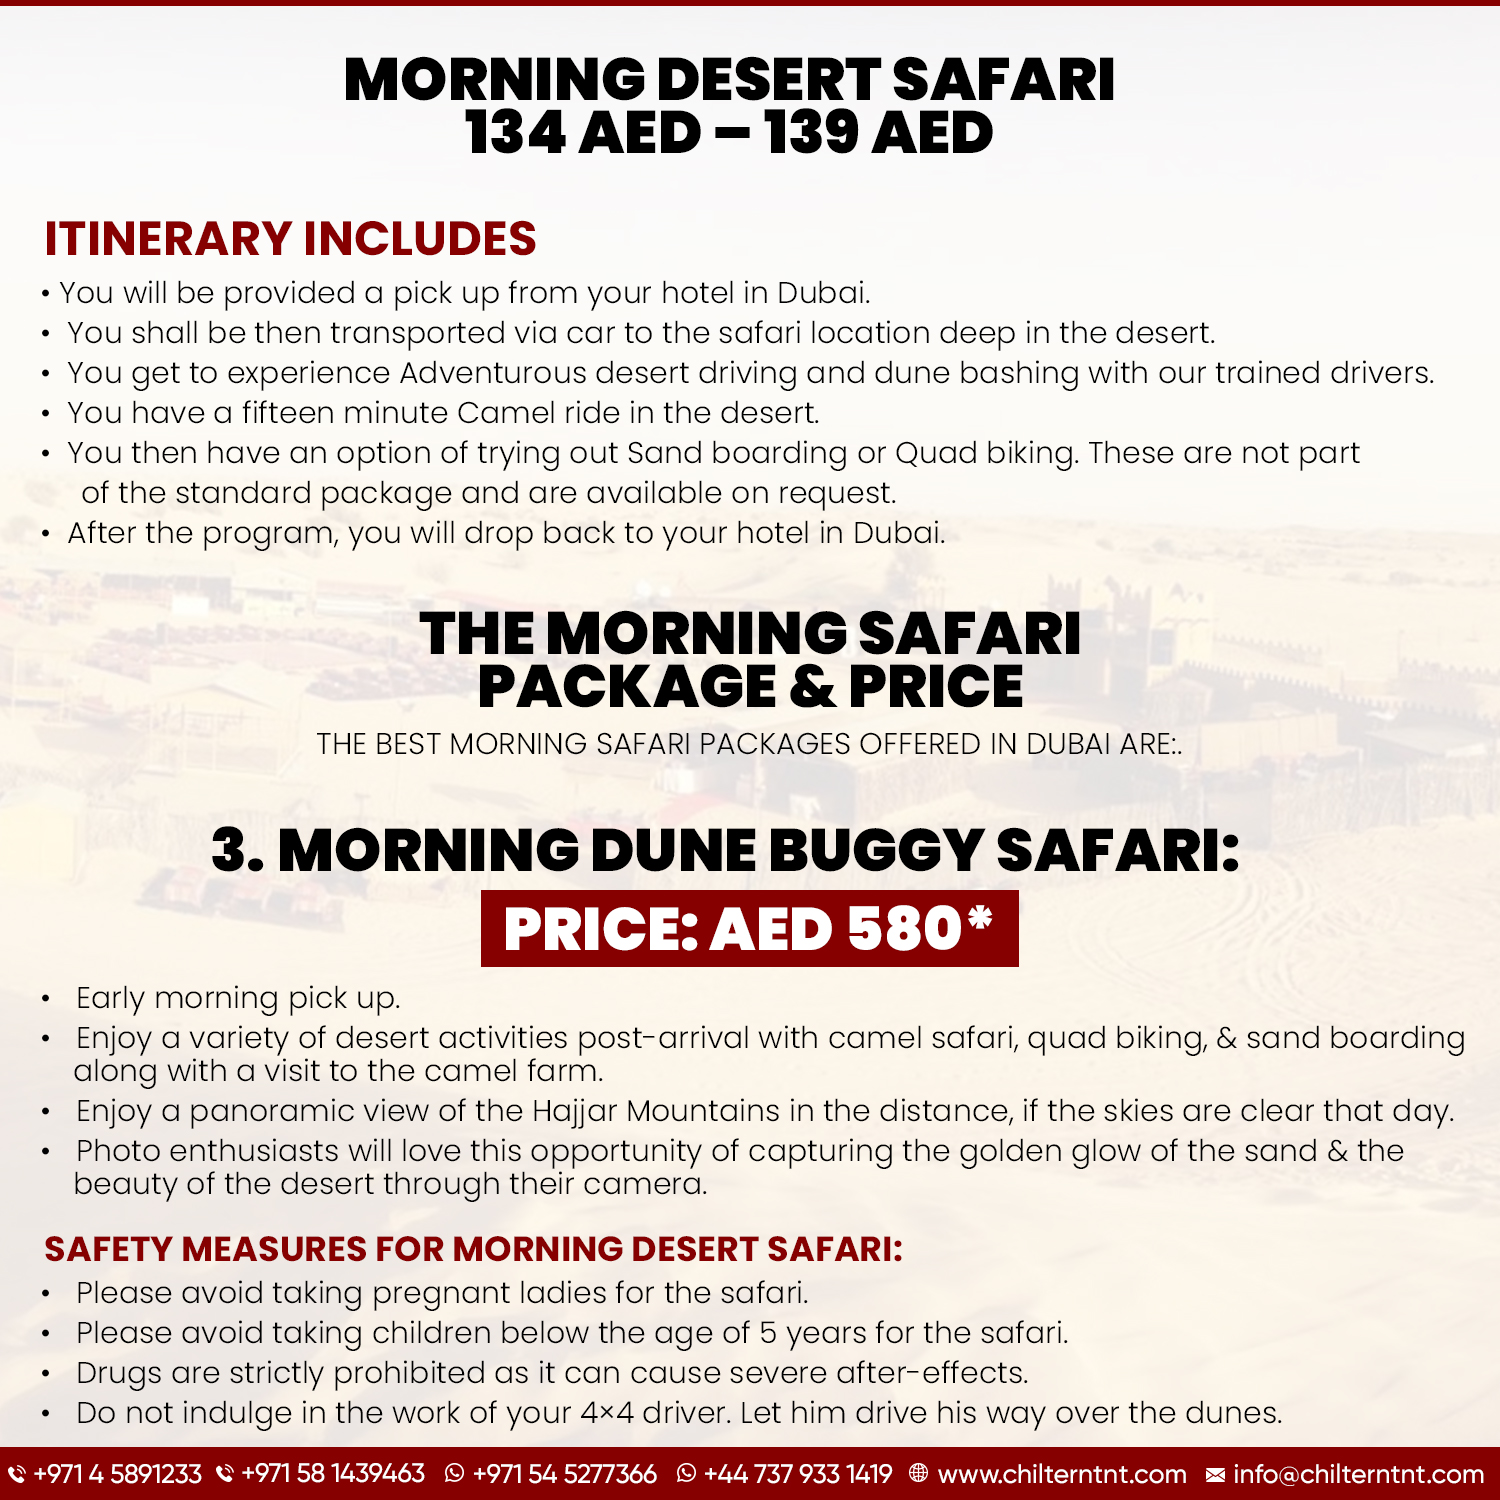 MORNING DESERT SAFARI
134 AED – 139 AED
ITINERARY INCLUDES
• You will be provided a pick up from your hotel in Dubai.
• You shall be then transported via car to the safari location deep in the desert.
• You get to experience Adventurous desert driving and dune bashing with our trained drivers.
• You have a fifteen minute Camel ride in the desert.
• You then have an option of trying out Sand boarding or Quad biking. These are not part
of the standard package and are available on request.
• After the program, you will drop back to your hotel in Dubai.
THE MORNING SAFARI
PACKAGE & PRICE
THE BEST MORNING SAFARI PACKAGES OFFERED IN DUBAI ARE:.
3. MORNING DUNE BUGGY SAFARI:
PRICE: AED 580*
• Early morning pick up.
• Enjoy a variety of desert activities post-arrival with camel safari, quad biking, & sand boarding
along with a visit to the camel farm.
• Enjoy a panoramic view of the Hajjar Mountains in the distance, if the skies are clear that day.
• Photo enthusiasts will love this opportunity of capturing the golden glow of the sand & the
beauty of the desert through their camera.
SAFETY MEASURES FOR MORNING DESERT SAFARI:
• Please avoid taking pregnant ladies for the safari.
• Please avoid taking children below the age of 5 years for the safari.
• Drugs are strictly prohibited as it can cause severe after-effects.
• Do not indulge in the work of your 4×4 driver. Let him drive his way over the dunes.
+971 4 5891233 +971 58 1439463 +971 54 5277366 +44 737 933 1419 www.chilterntnt.com info@chilterntnt.com